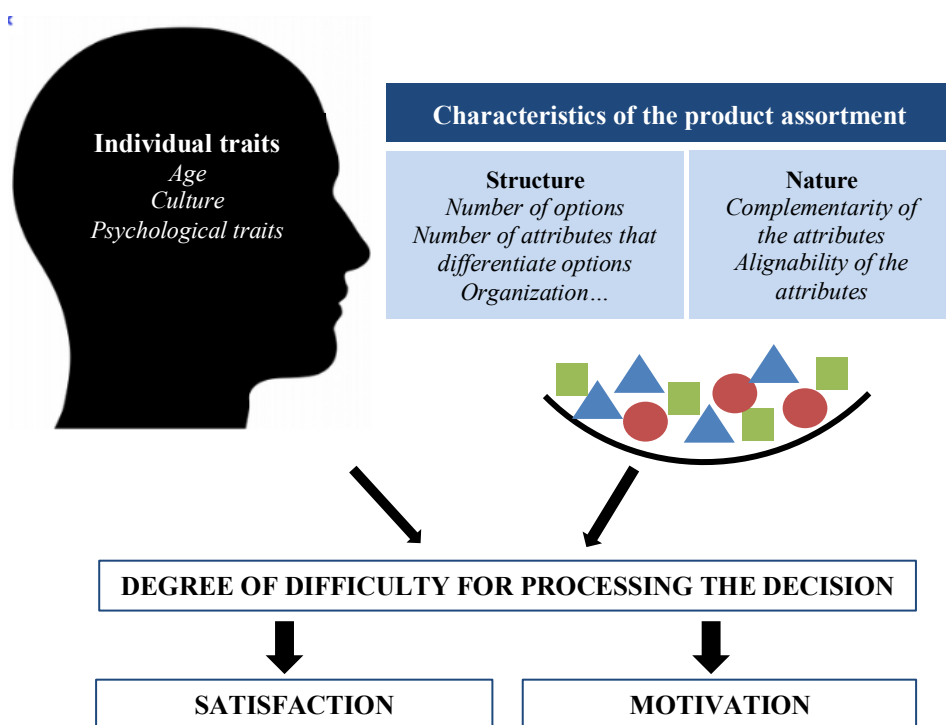 Individual traits
Age
Culture
Psychological traits
Characteristics of the product assortment
Structure
Number of options
Number of attributes that
differentiate options
Organization…
Nature
Complementarity of
the attributes
Alignability of the
attributes
DEGREE OF DIFFICULTY FOR PROCESSING THE DECISION
SATISFACTION
MOTIVATION